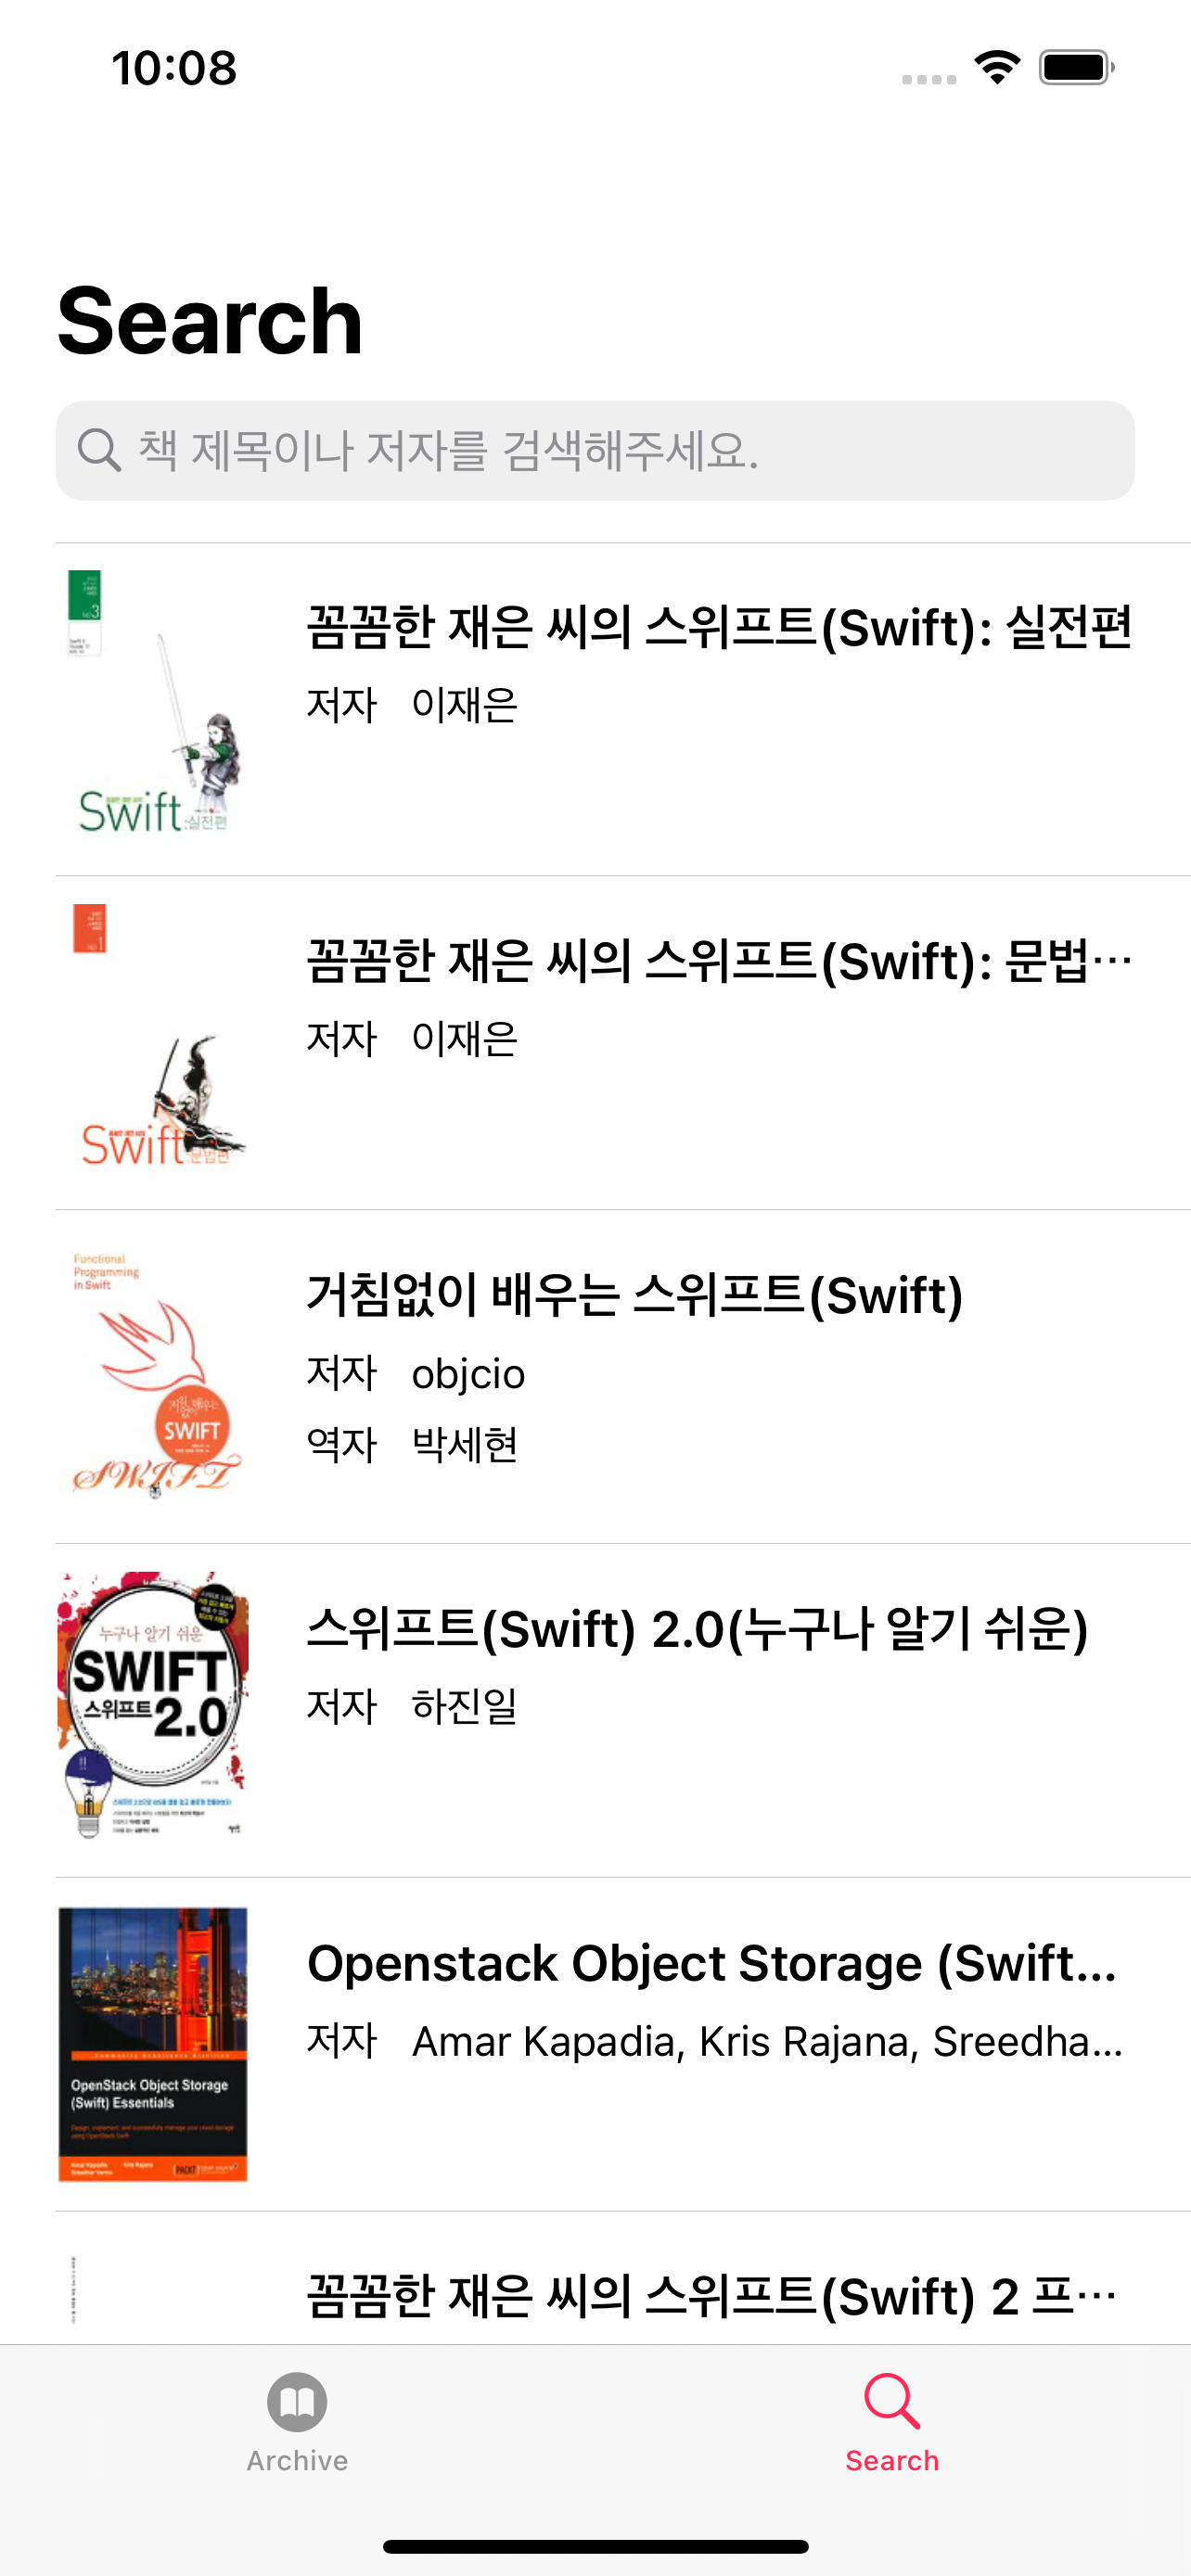 10:08
Search
책 제목이나 저자를 검색해주세요.
No3
꼼꼼한 재은 씨의 스위프트(Swift): 실전편
저자 이재은
Swift:실전편
No1
꼼꼼한 재은 씨의 스위프트(Swift): 문법…
저자 이재은
Swift:문법편
Functional
Programming
in Swift
거침없이 배우는 스위프트(Swift)
저자 objcio
역자 박세현
SWIFT
SWIFT
스위프트(Swift) 2.0(누구나 알기 쉬운)
저자 하진일
누구나 알기 쉬운
SWIFT
스위프트 2.0
Openstack Object Storage (Swift...
저자 Amar Kapadia, Kris Rajana, Sreedha...
OpenStack Object Storage
(Swift) Essentials
꼼꼼한 재은 씨의 스위프트(Swift) 2 프…
Archive
Search